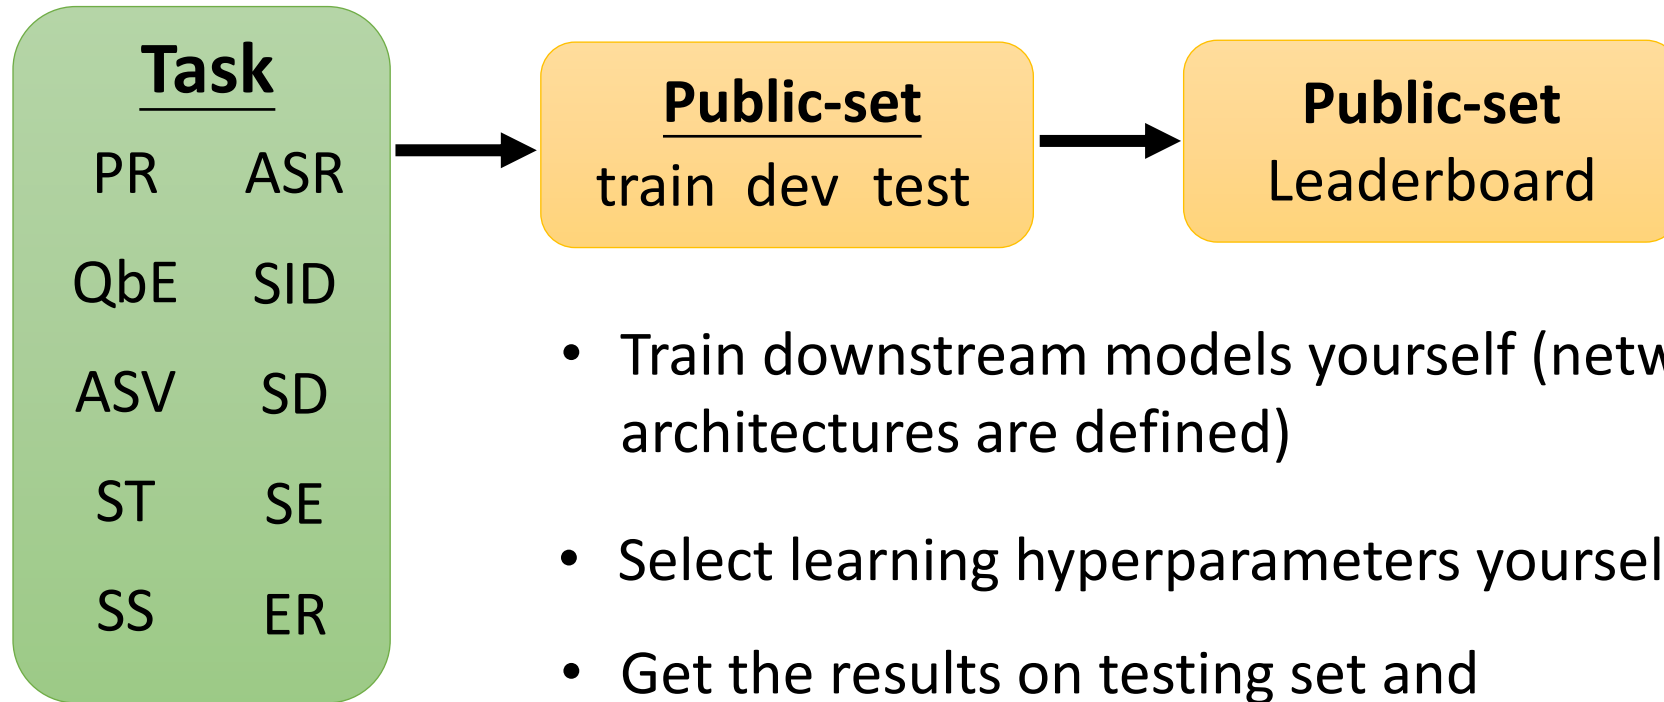 Task
PR ASR
QbE SID
ASV SD
ST SE
SS ER
Public-set
train dev test
Public-set
Leaderboard
• Train downstream models yourself (netw
architectures are defined)
• Select learning hyperparameters yoursel
• Get the results on testing set and